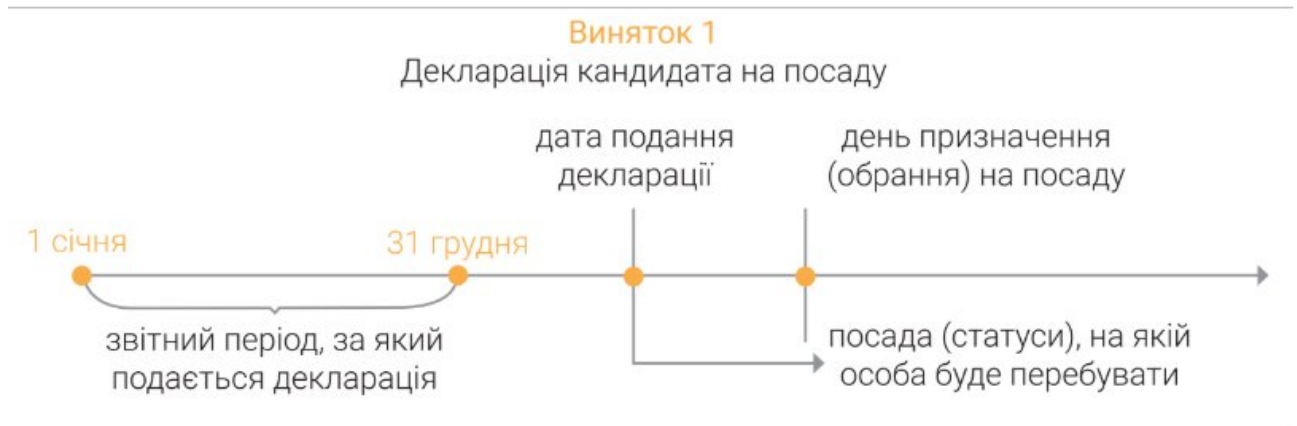 Виняток 1
Декларація кандидата на посаду
дата подання
декларації
день призначення
(обрання) на посаду
1 січня
31 грудня
звітний період, за який
подається декларація
посада (статуси), на якій
особа буде перебувати